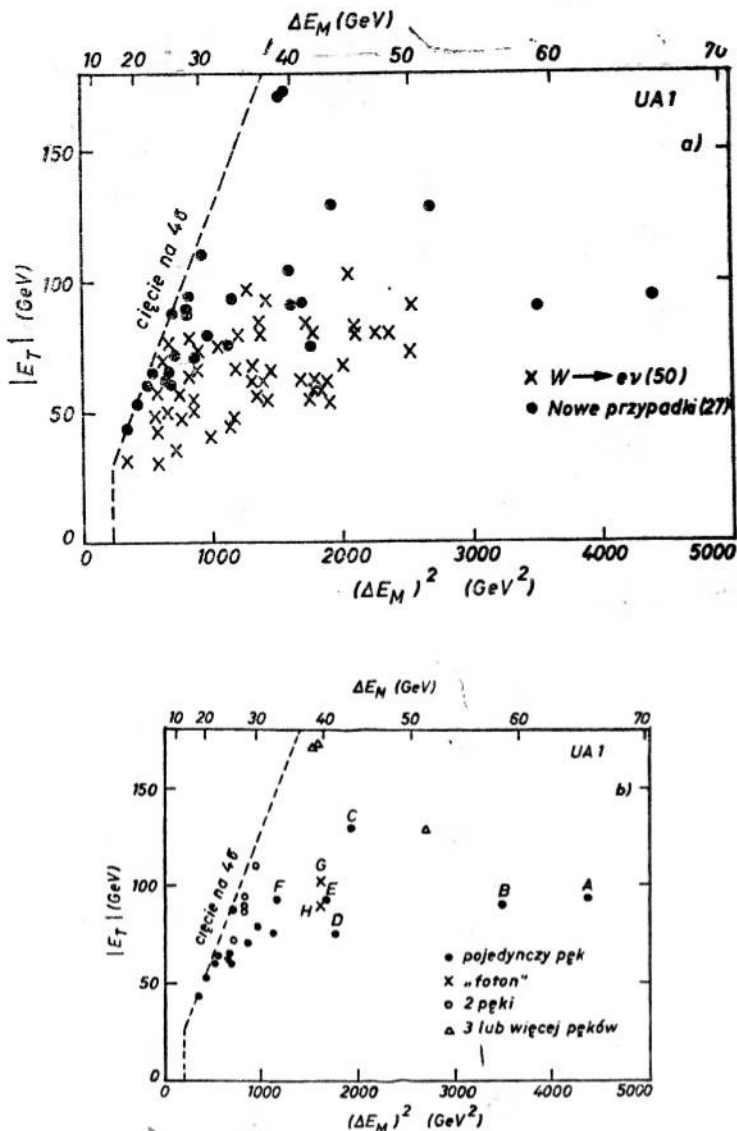 ΔE_M (GeV)
10 20 30 40 50 60 70
UA1
a)
150
cięcie na 4σ
100
|E_T| (GeV)
× W → eν (50)
50
● Nowe przypadki (27)
0
0 1000 2000 3000 4000 5000
(ΔE_M)² (GeV²)
ΔE_M (GeV)
10 20 30 40 50 60 70
UA1
b)
150
C
cięcie na 4σ
G
|E_T| (GeV)
100
F E B A
H
D
● pojedynczy pęk
× „foton"
50
○ 2 pęki
△ 3 lub więcej pęków
0
0 1000 2000 3000 4000 5000
(ΔE_M)² (GeV²)